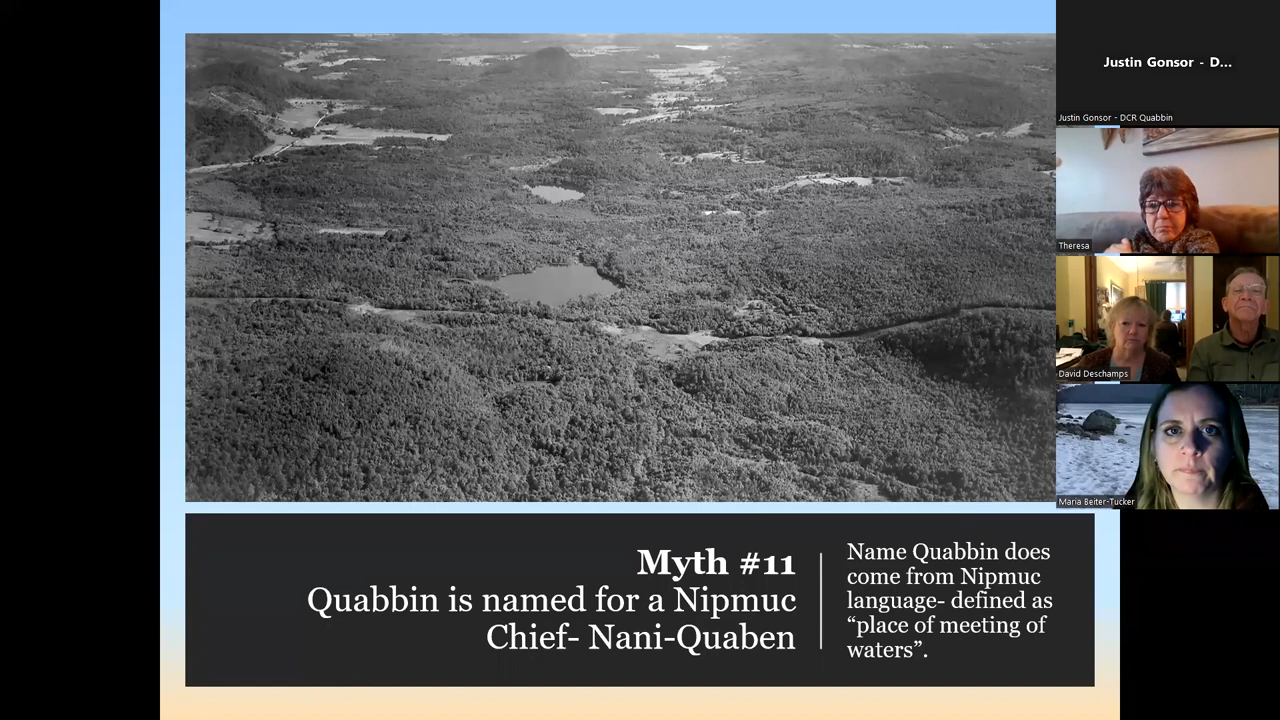 Justin Gonsor - D...
Justin Gonsor - DCR Quabbin
Theresa
David Deschamps
Maria Beiter-Tucker
Myth #11
Quabbin is named for a Nipmuc
Chief- Nani-Quaben
Name Quabbin does
come from Nipmuc
language- defined as
“place of meeting of
waters”.